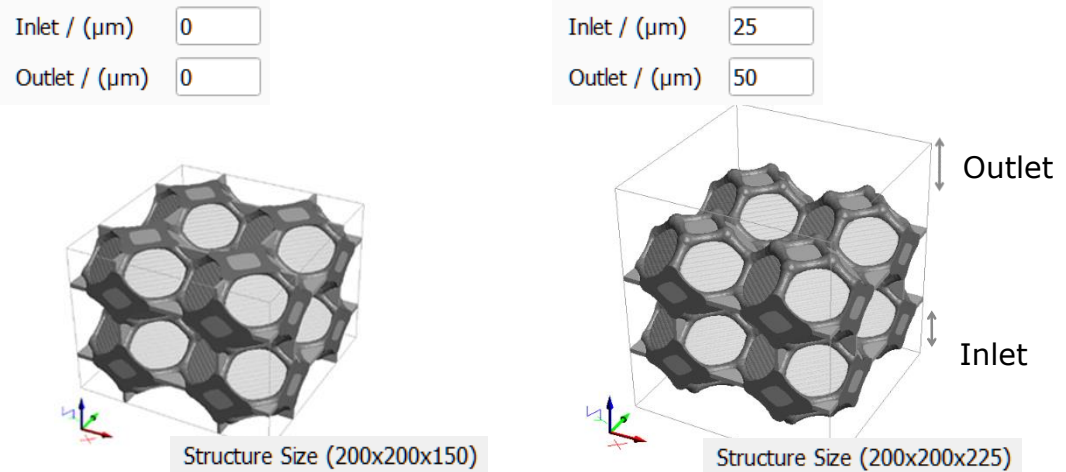 Inlet / (µm) 0
Outlet / (µm) 0
Inlet / (µm) 25
Outlet / (µm) 50
Outlet
Inlet
Z
X
Z
X
Structure Size (200x200x150)
Structure Size (200x200x225)